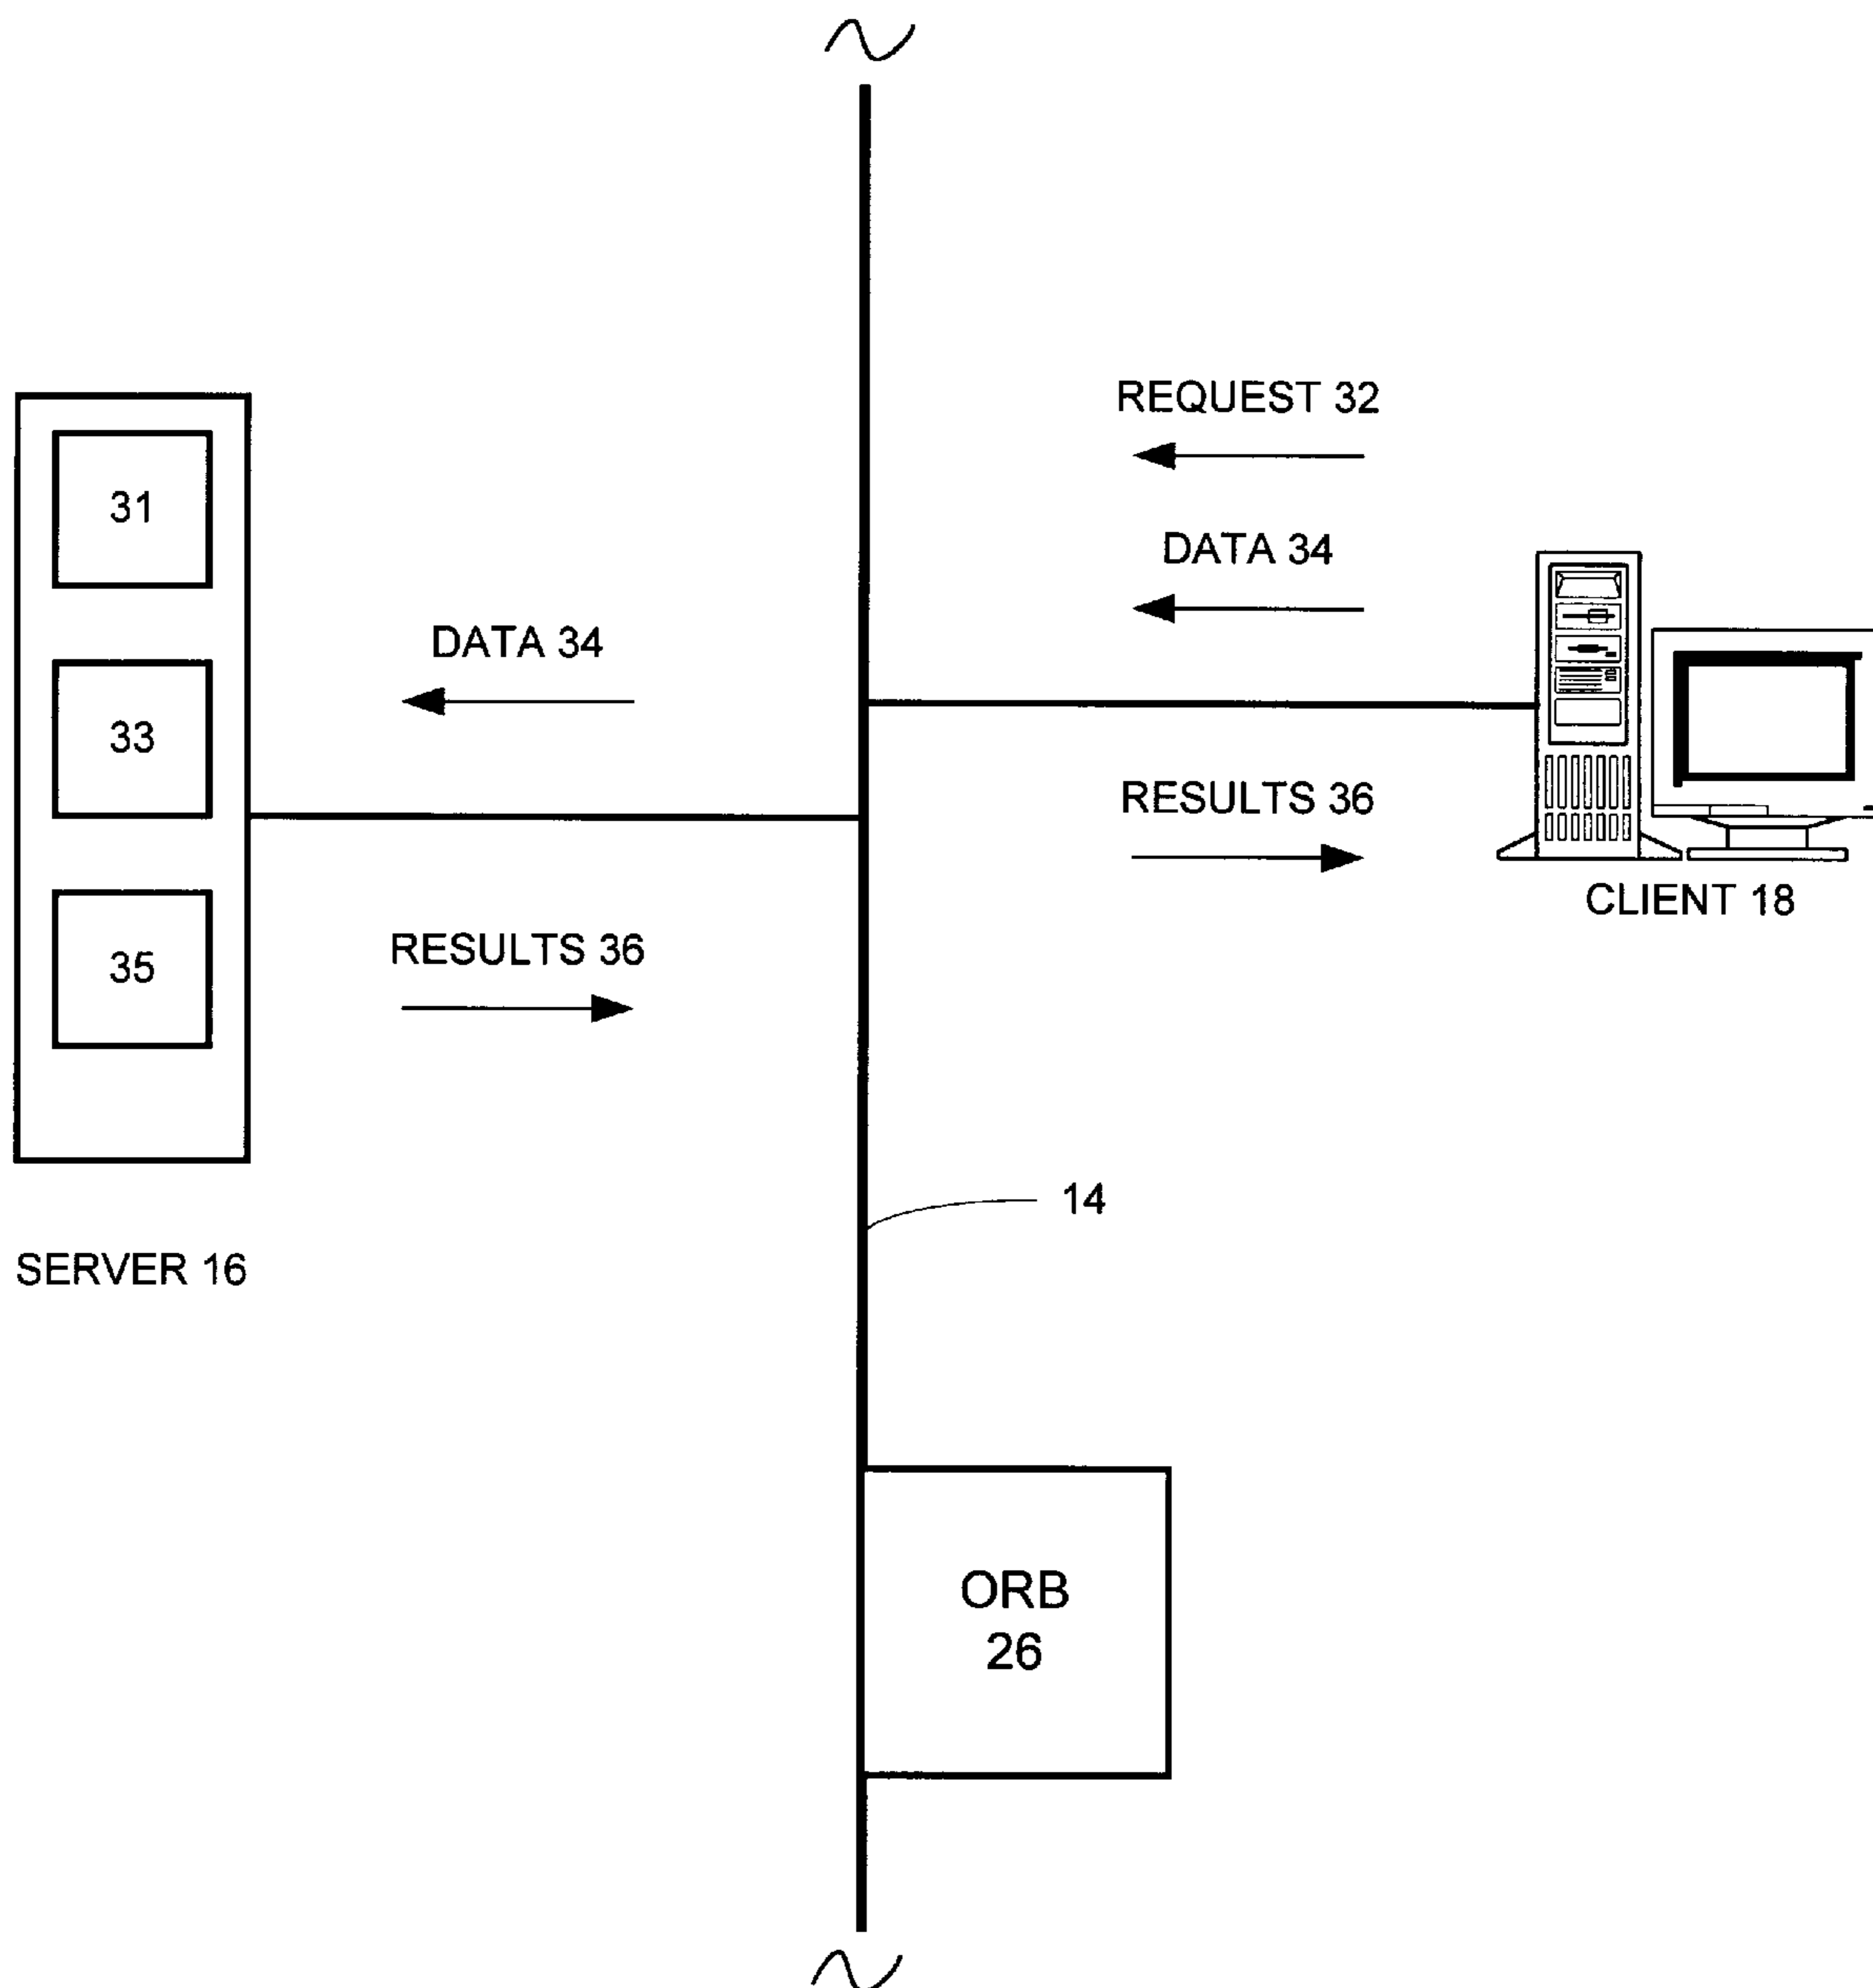 REQUEST 32
DATA 34
RESULTS 36
CLIENT 18
31
33
35
DATA 34
RESULTS 36
SERVER 16
14
ORB
26